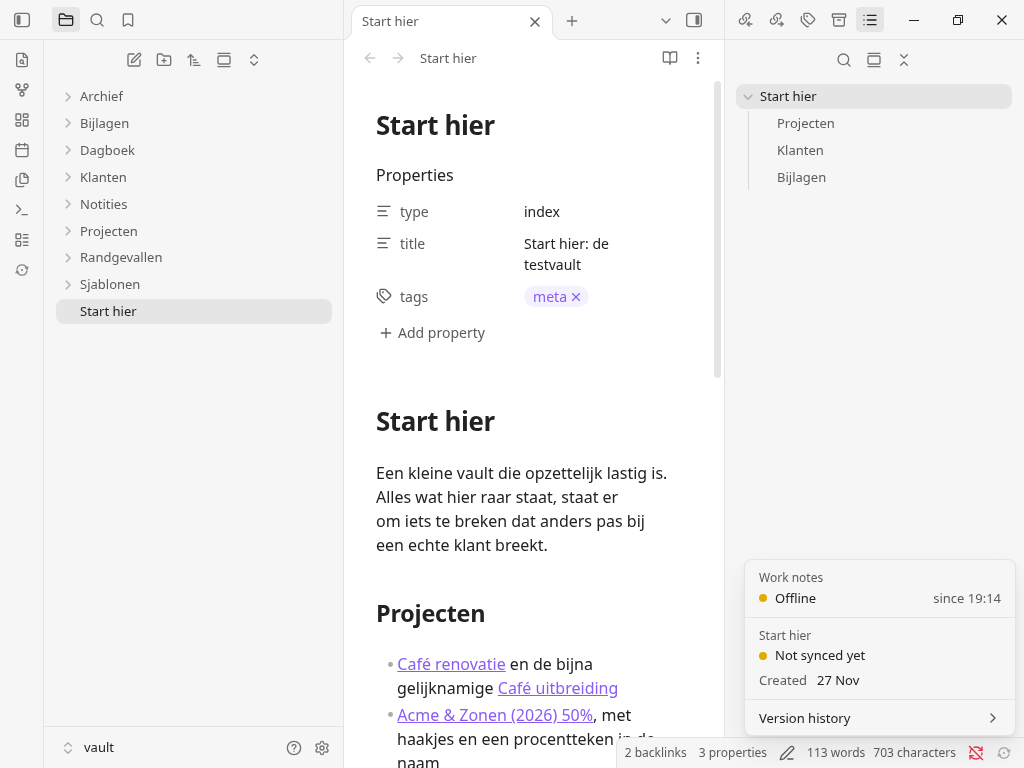 Start hier
Start hier
Archief
Bijlagen
Dagboek
Klanten
Notities
Projecten
Randgevallen
Sjablonen
Start hier
vault
Start hier
Properties
type index
title Start hier: de
testvault
tags meta
Add property
Start hier
Een kleine vault die opzettelijk lastig is.
Alles wat hier raar staat, staat er
om iets te breken dat anders pas bij
een echte klant breekt.
Projecten
Café renovatie en de bijna
gelijknamige Café uitbreiding
Acme & Zonen (2026) 50%, met
haakjes en een procentteken in de
naam
Start hier
Projecten
Klanten
Bijlagen
Work notes
Offline since 19:14
Start hier
Not synced yet
Created 27 Nov
Version history
2 backlinks 3 properties 113 words 703 characters